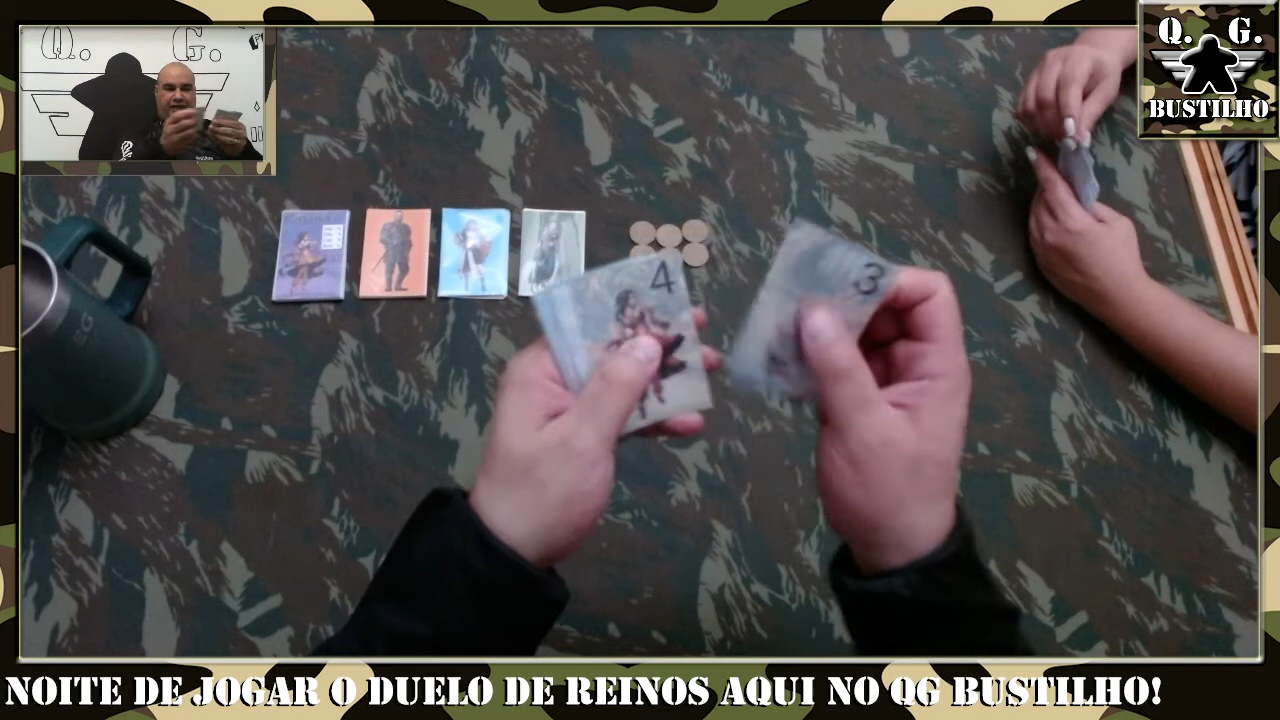 Q. G.
Q. G.
BUSTILHO
4
3
NOITE DE JOGAR O DUELO DE REINOS AQUI NO QG BUSTILHO!